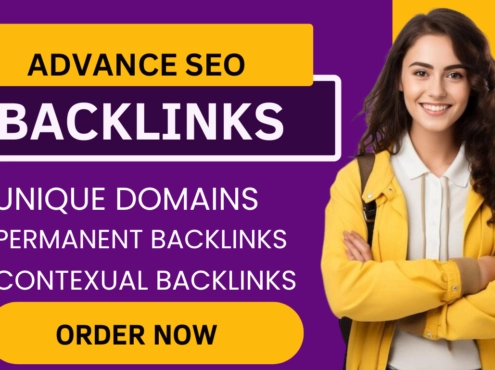 ADVANCE SEO
BACKLINKS
UNIQUE DOMAINS
PERMANENT BACKLINKS
CONTEXUAL BACKLINKS
ORDER NOW